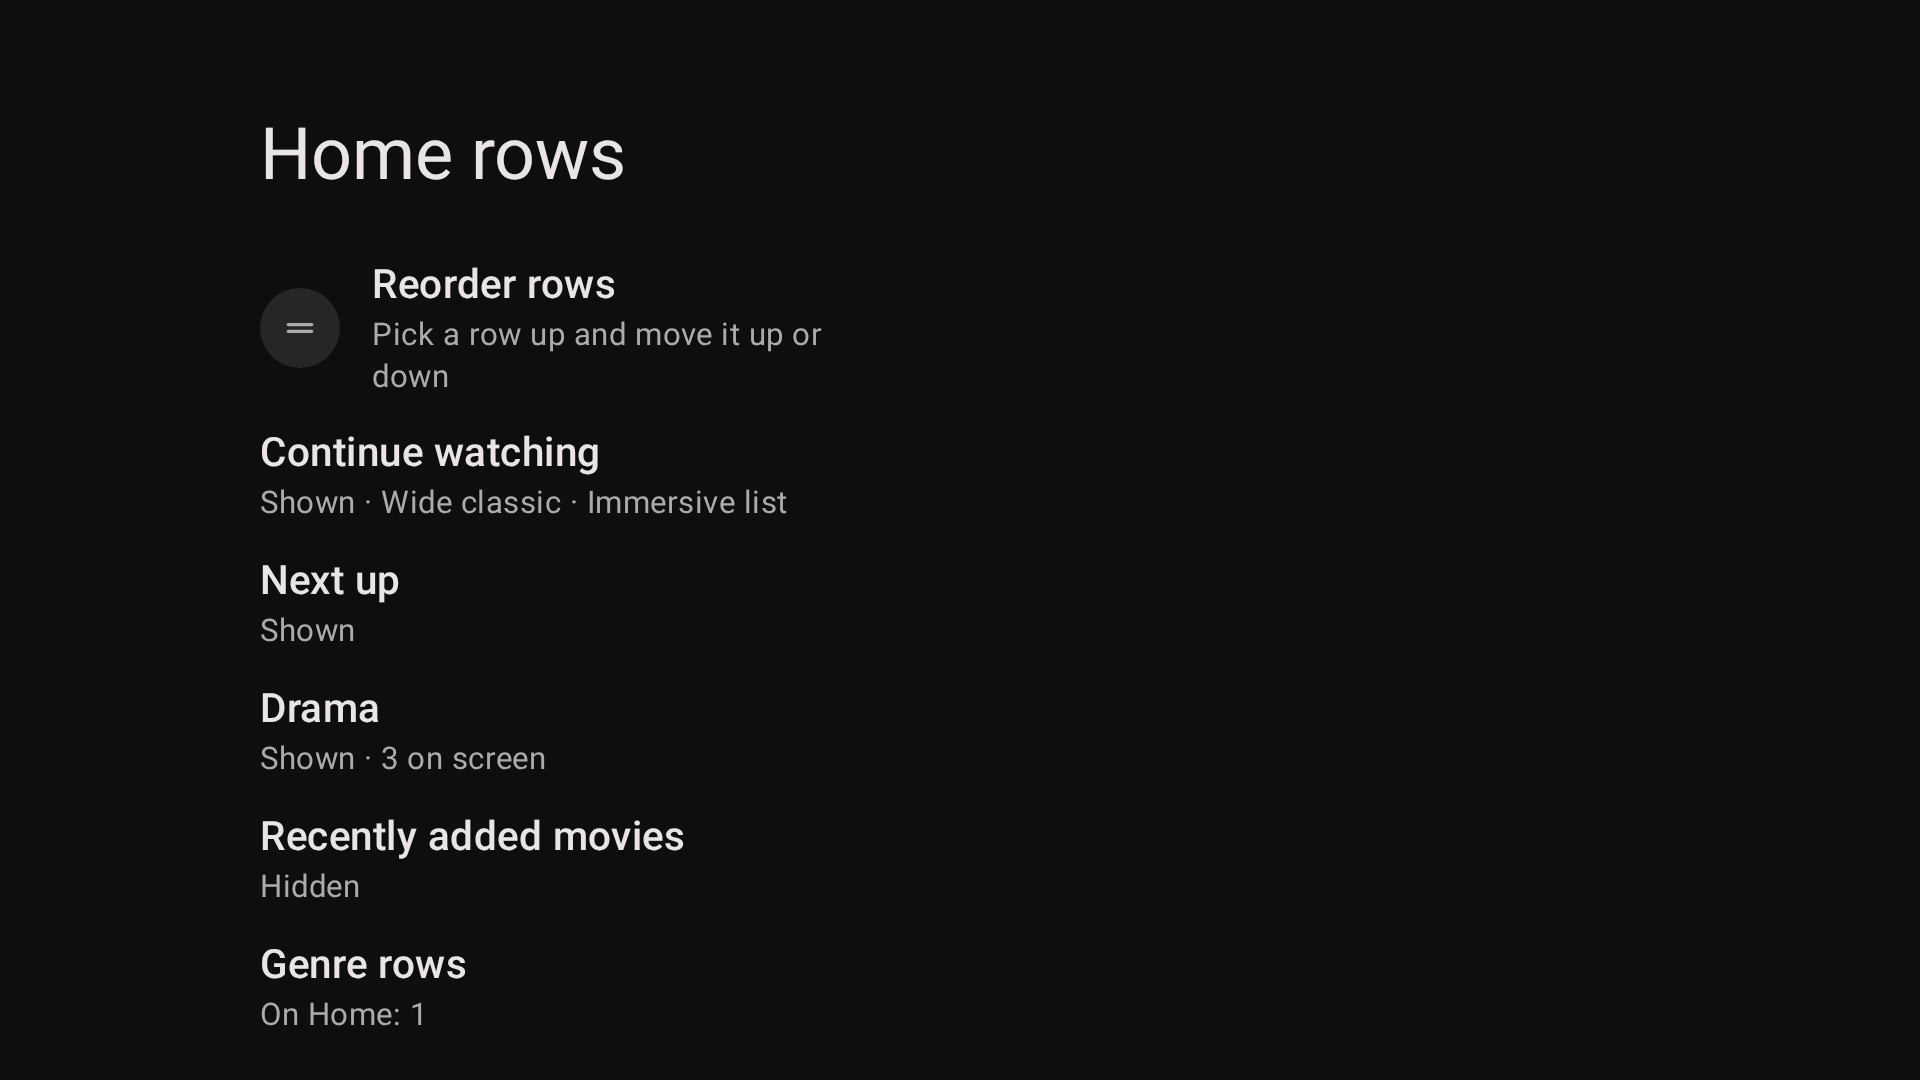 Home rows
Reorder rows
Pick a row up and move it up or
down
Continue watching
Shown · Wide classic · Immersive list
Next up
Shown
Drama
Shown · 3 on screen
Recently added movies
Hidden
Genre rows
On Home: 1